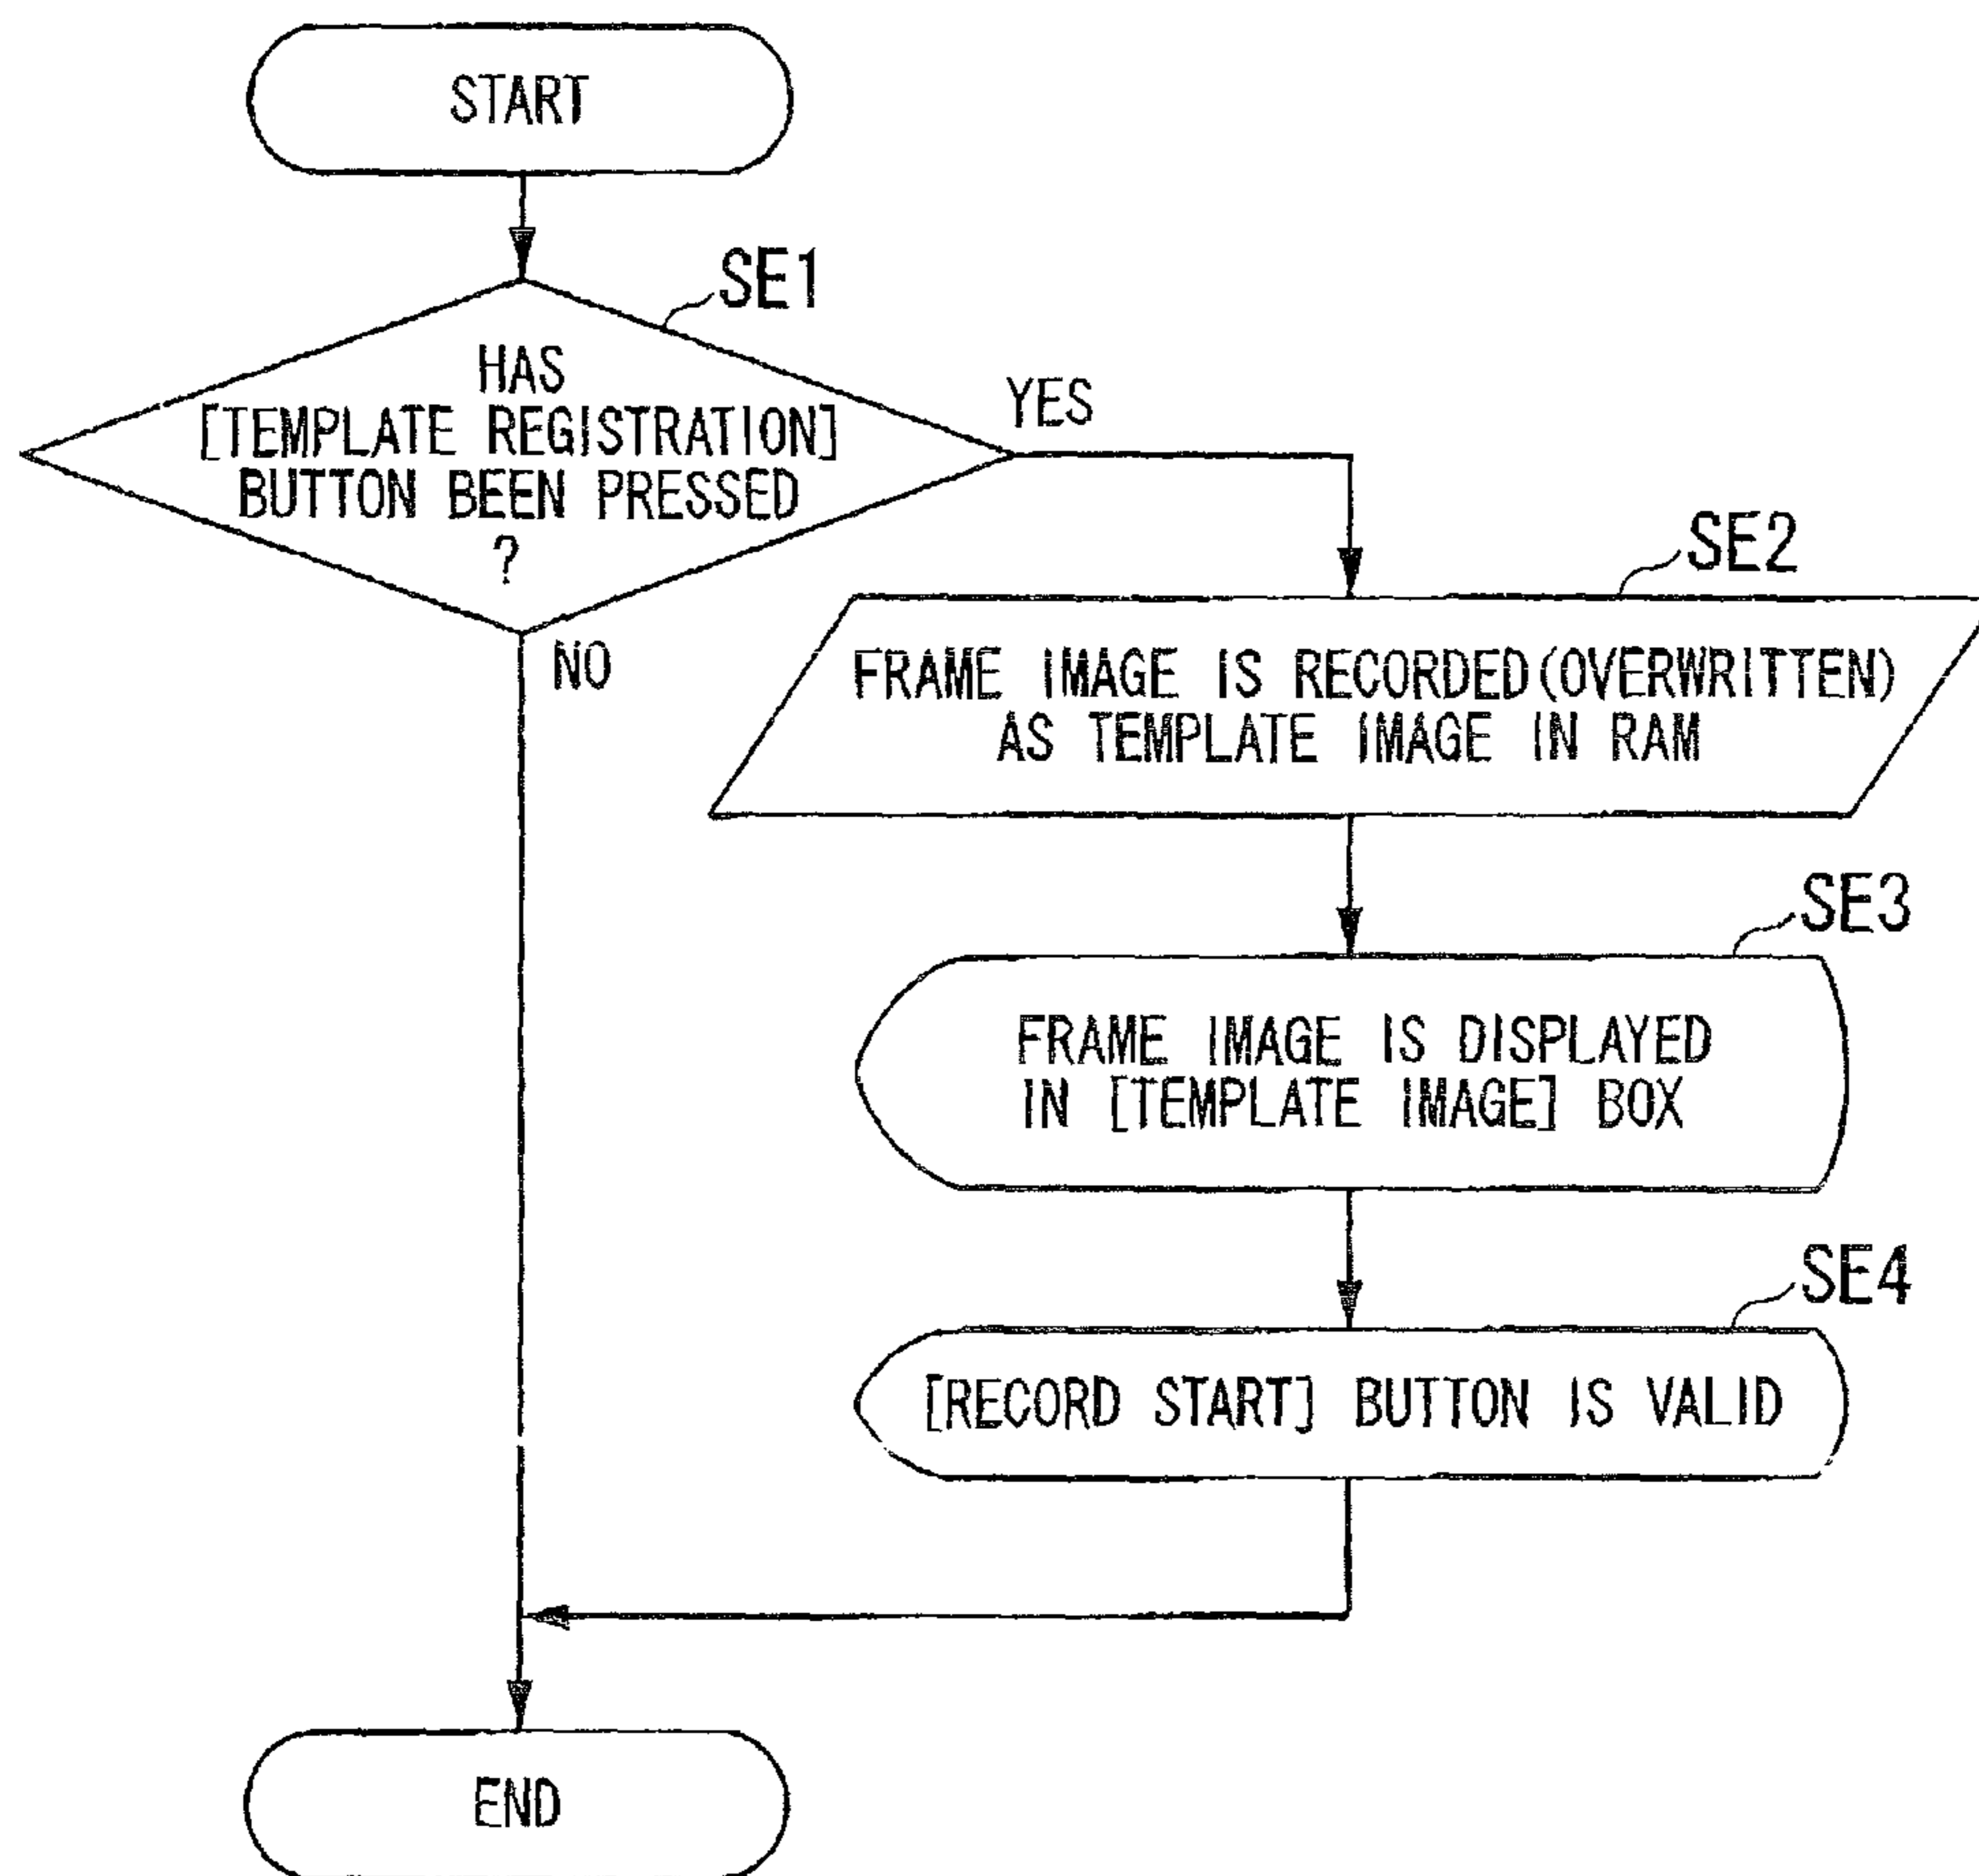 START
SE1
HAS
[TEMPLATE REGISTRATION]
BUTTON BEEN PRESSED
?
YES
NO
SE2
FRAME IMAGE IS RECORDED(OVERWRITTEN)
AS TEMPLATE IMAGE IN RAM
SE3
FRAME IMAGE IS DISPLAYED
IN [TEMPLATE IMAGE] BOX
SE4
[RECORD START] BUTTON IS VALID
END